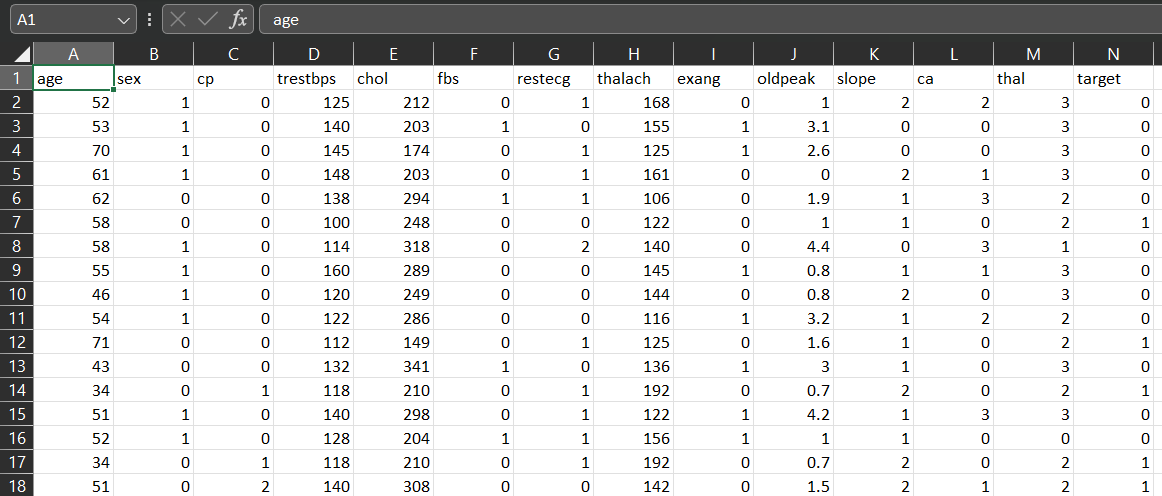 A1 fx age
A B C D E F G H I J K L M N
1 age sex cp trestbps chol fbs restecg thalach exang oldpeak slope ca thal target
2 52 1 0 125 212 0 1 168 0 1 2 2 3 0
3 53 1 0 140 203 1 0 155 1 3.1 0 0 3 0
4 70 1 0 145 174 0 1 125 1 2.6 0 0 3 0
5 61 1 0 148 203 0 1 161 0 0 2 1 3 0
6 62 0 0 138 294 1 1 106 0 1.9 1 3 2 0
7 58 0 0 100 248 0 0 122 0 1 1 0 2 1
8 58 1 0 114 318 0 2 140 0 4.4 0 3 1 0
9 55 1 0 160 289 0 0 145 1 0.8 1 1 3 0
10 46 1 0 120 249 0 0 144 0 0.8 2 0 3 0
11 54 1 0 122 286 0 0 116 1 3.2 1 2 2 0
12 71 0 0 112 149 0 1 125 0 1.6 1 0 2 1
13 43 0 0 132 341 1 0 136 1 3 1 0 3 0
14 34 0 1 118 210 0 1 192 0 0.7 2 0 2 1
15 51 1 0 140 298 0 1 122 1 4.2 1 3 3 0
16 52 1 0 128 204 1 1 156 1 1 1 0 0 0
17 34 0 1 118 210 0 1 192 0 0.7 2 0 2 1
18 51 0 2 140 308 0 0 142 0 1.5 2 1 2 1